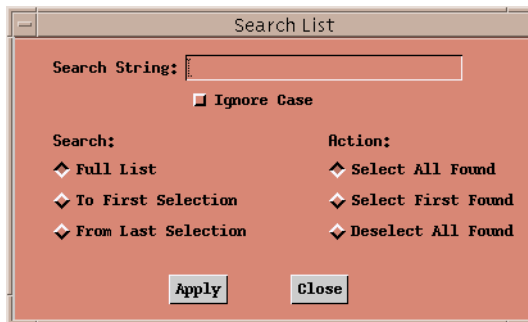 Search List
Search String:
Ignore Case
Search:
Full List
To First Selection
From Last Selection
Action:
Select All Found
Select First Found
Deselect All Found
Apply
Close